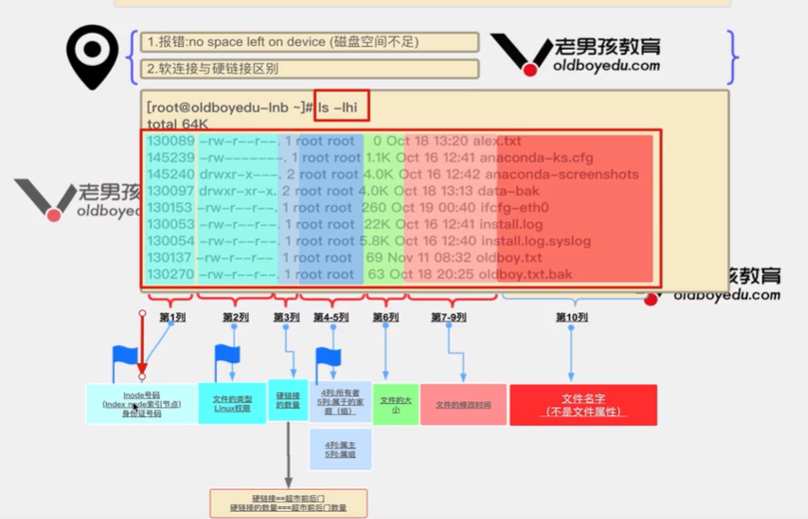 1.报错:no space left on device (磁盘空间不足)
2.软连接与硬链接区别
老男孩教育
oldboyedu.com
[root@oldboyedu-lnb ~]# ls -lhi
total 64K
130089 -rw-r--r--. 1 root root 0 Oct 18 13:20 alex.txt
145239 -rw-------. 1 root root 1.1K Oct 16 12:41 anaconda-ks.cfg
145240 drwxr-x---. 2 root root 4.0K Oct 16 12:42 anaconda-screenshots
130097 drwxr-xr-x. 2 root root 4.0K Oct 18 13:13 data-bak
130153 -rw-r--r--. 1 root root 260 Oct 19 00:40 ifcfg-eth0
130053 -rw-r--r--. 1 root root 22K Oct 16 12:41 install.log
130054 -rw-r--r--. 1 root root 5.8K Oct 16 12:40 install.log.syslog
130137 -rw-r--r--. 1 root root 69 Nov 11 08:32 oldboy.txt
130270 -rw-r--r--. 1 root root 63 Oct 18 20:25 oldboy.txt.bak
老男孩
oldboye
孩教育
oldboyedu.com
第1列 第2列 第3列 第4-5列 第6列 第7-9列 第10列
Inode号码
(Index node索引节点)
身份证号码
文件的类型
Linux权限
硬链接
的数量
4列:所有者
5列:属于的家
庭（组）
文件的大
小
文件的修改时间
文件名字
（不是文件属性）
4列:属主
5列:属组
硬链接==超市前后门
硬链接的数量===超市前后门数量